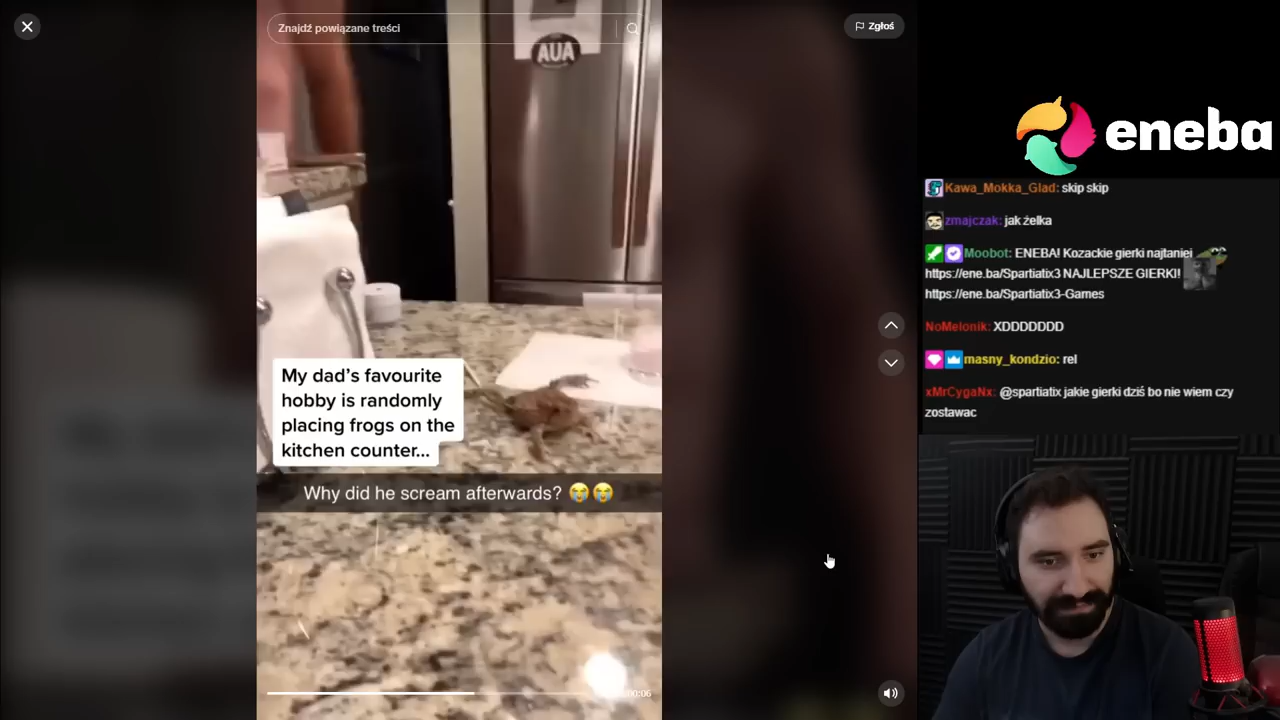 Znajdź powiązane treści
AUA
Zgłoś
eneba
Kawa_Mokka_Glad: skip skip
zmajczak: jak żelka
Moobot: ENEBA! Kozackie gierki najtaniej
https://ene.ba/Spartiatix3 NAJLEPSZE GIERKI!
https://ene.ba/Spartiatix3-Games
NoMelonik: XDDDDDDD
masny_kondzio: rel
xMrCygaNx: @spartiatix jakie gierki dziś bo nie wiem czy
zostawac
My dad’s favourite
hobby is randomly
placing frogs on the
kitchen counter...
Why did he scream afterwards? 😭😭